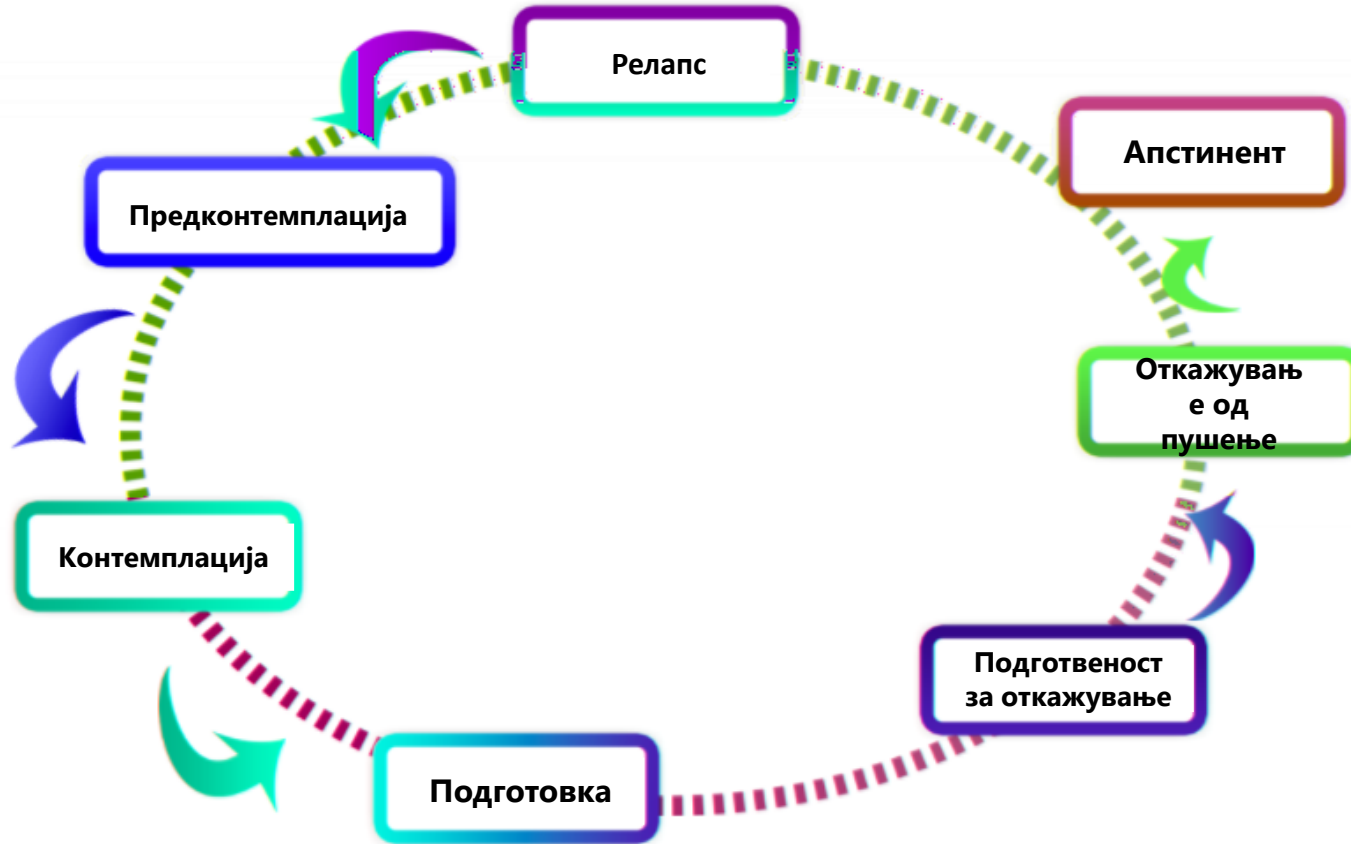 Релапс
Апстинент
Предконтемплација
Откажувањ
е од
пушење
Контемплација
Подготвеност
за откажување
Подготовка